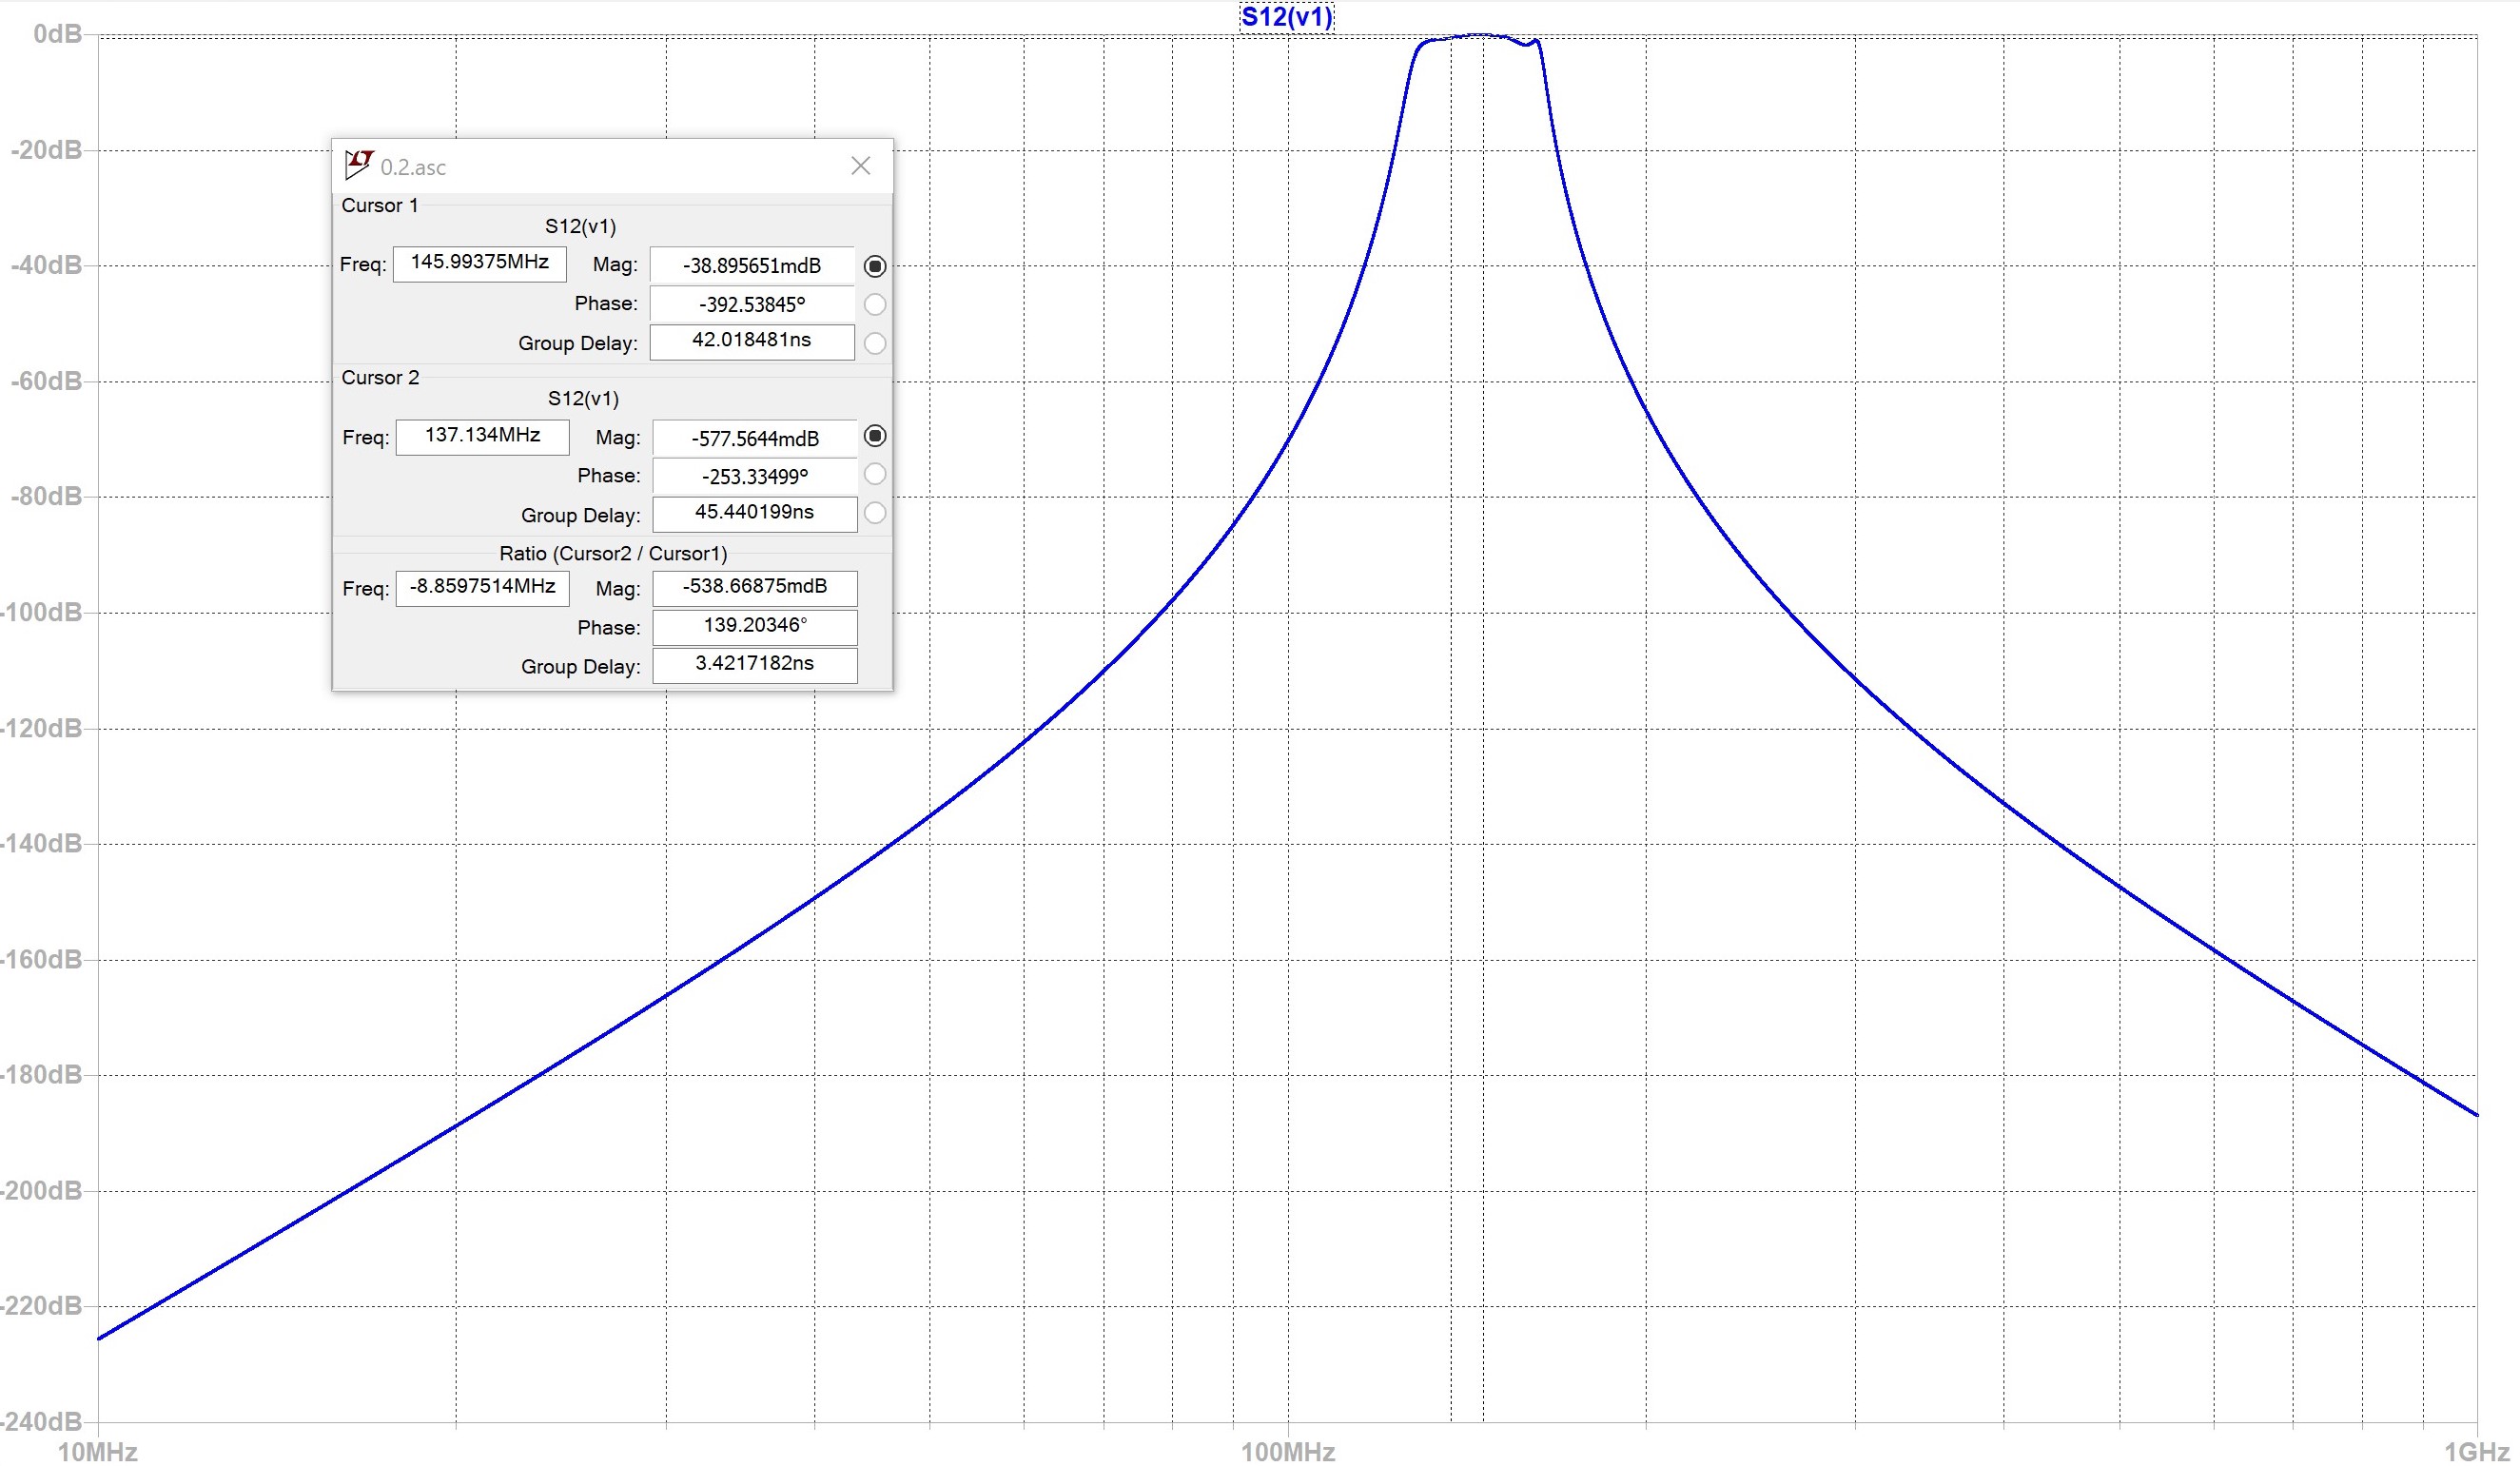 S12(v1)
0dB
-20dB
-40dB
-60dB
-80dB
-100dB
-120dB
-140dB
-160dB
-180dB
-200dB
-220dB
-240dB
10MHz
100MHz
1GHz
0.2.asc
Cursor 1
S12(v1)
Freq: 145.99375MHz Mag: -38.895651mdB
Phase: -392.53845°
Group Delay: 42.018481ns
Cursor 2
S12(v1)
Freq: 137.134MHz Mag: -577.5644mdB
Phase: -253.33499°
Group Delay: 45.440199ns
Ratio (Cursor2 / Cursor1)
Freq: -8.8597514MHz Mag: -538.66875mdB
Phase: 139.20346°
Group Delay: 3.4217182ns